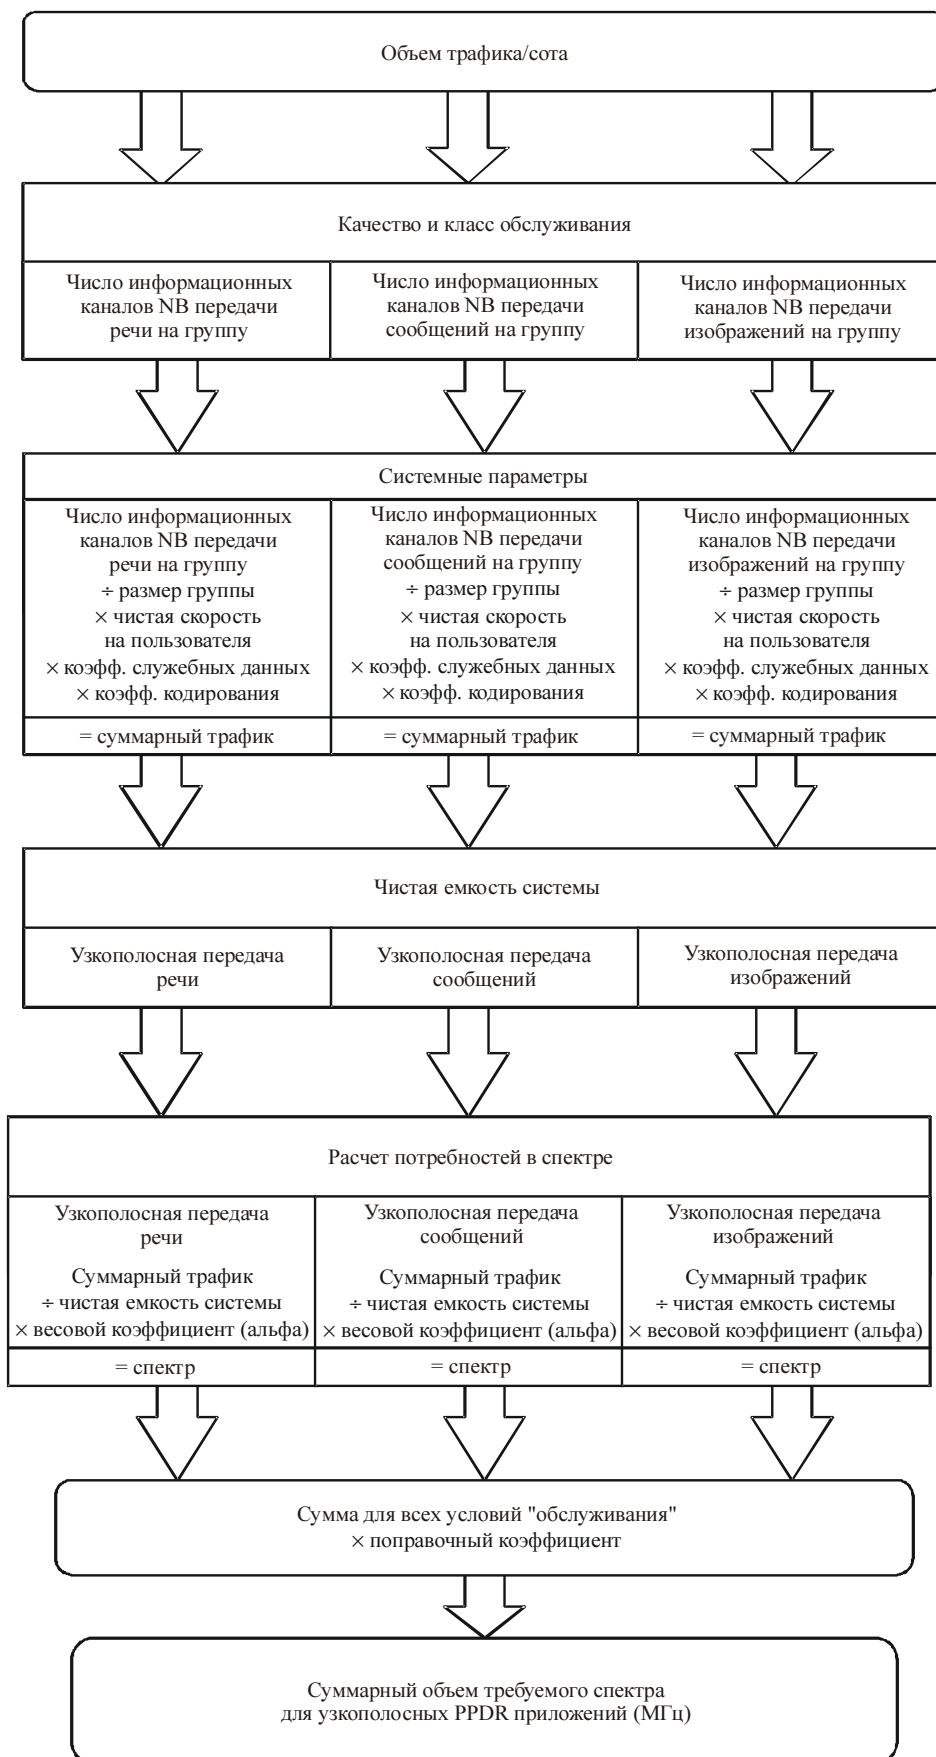 Объем трафика/сота
Качество и класс обслуживания
Число информационных
каналов NB передачи
речи на группу
Число информационных
каналов NB передачи
сообщений на группу
Число информационных
каналов NB передачи
изображений на группу
Системные параметры
Число информационных
каналов NB передачи
речи на группу
÷ размер группы
× чистая скорость
на пользователя
× коэфф. служебных данных
× коэфф. кодирования
= суммарный трафик
Число информационных
каналов NB передачи
сообщений на группу
÷ размер группы
× чистая скорость
на пользователя
× коэфф. служебных данных
× коэфф. кодирования
= суммарный трафик
Число информационных
каналов NB передачи
изображений на группу
÷ размер группы
× чистая скорость
на пользователя
× коэфф. служебных данных
× коэфф. кодирования
= суммарный трафик
Чистая емкость системы
Узкополосная передача
речи
Узкополосная передача
сообщений
Узкополосная передача
изображений
Расчет потребностей в спектре
Узкополосная передача
речи
Суммарный трафик
÷ чистая емкость системы
× весовой коэффициент (альфа)
= спектр
Узкополосная передача
сообщений
Суммарный трафик
÷ чистая емкость системы
× весовой коэффициент (альфа)
= спектр
Узкополосная передача
изображений
Суммарный трафик
÷ чистая емкость системы
× весовой коэффициент (альфа)
= спектр
Сумма для всех условий "обслуживания"
× поправочный коэффициент
Суммарный объем требуемого спектра
для узкополосных PPDR приложений (МГц)